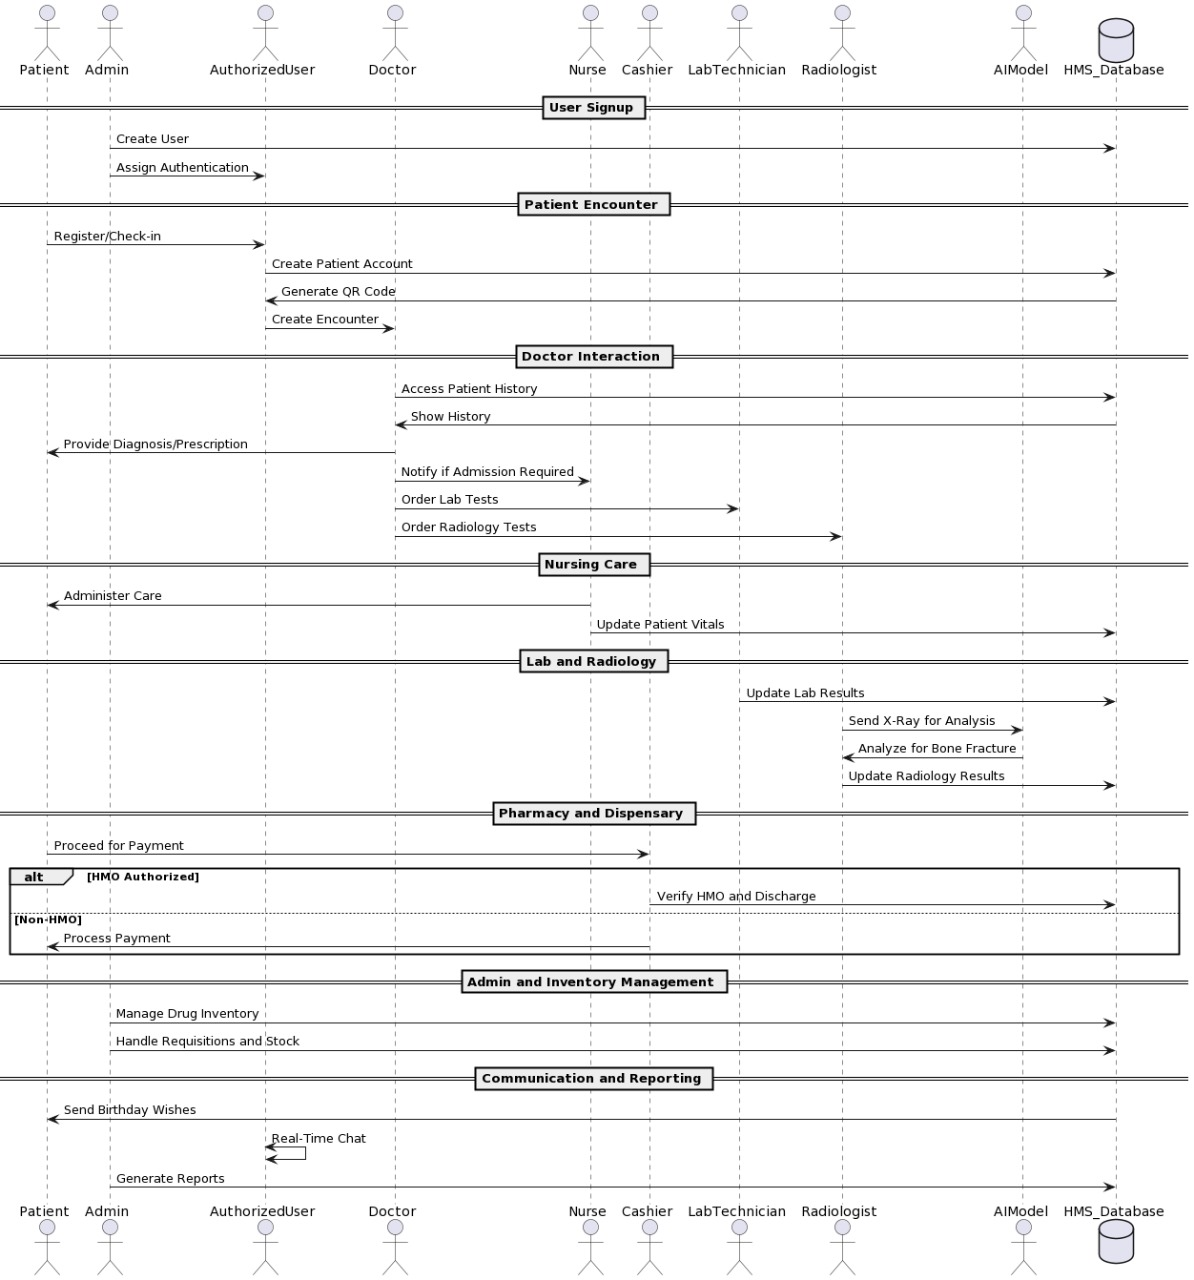 Patient Admin AuthorizedUser Doctor Nurse Cashier LabTechnician Radiologist AIModel HMS_Database
User Signup
Create User
Assign Authentication
Patient Encounter
Register/Check-in
Create Patient Account
Generate QR Code
Create Encounter
Doctor Interaction
Access Patient History
Show History
Provide Diagnosis/Prescription
Notify if Admission Required
Order Lab Tests
Order Radiology Tests
Nursing Care
Administer Care
Update Patient Vitals
Lab and Radiology
Update Lab Results
Send X-Ray for Analysis
Analyze for Bone Fracture
Update Radiology Results
Pharmacy and Dispensary
Proceed for Payment
alt [HMO Authorized]
Verify HMO and Discharge
[Non-HMO]
Process Payment
Admin and Inventory Management
Manage Drug Inventory
Handle Requisitions and Stock
Communication and Reporting
Send Birthday Wishes
Real-Time Chat
Generate Reports
Patient Admin AuthorizedUser Doctor Nurse Cashier LabTechnician Radiologist AIModel HMS_Database